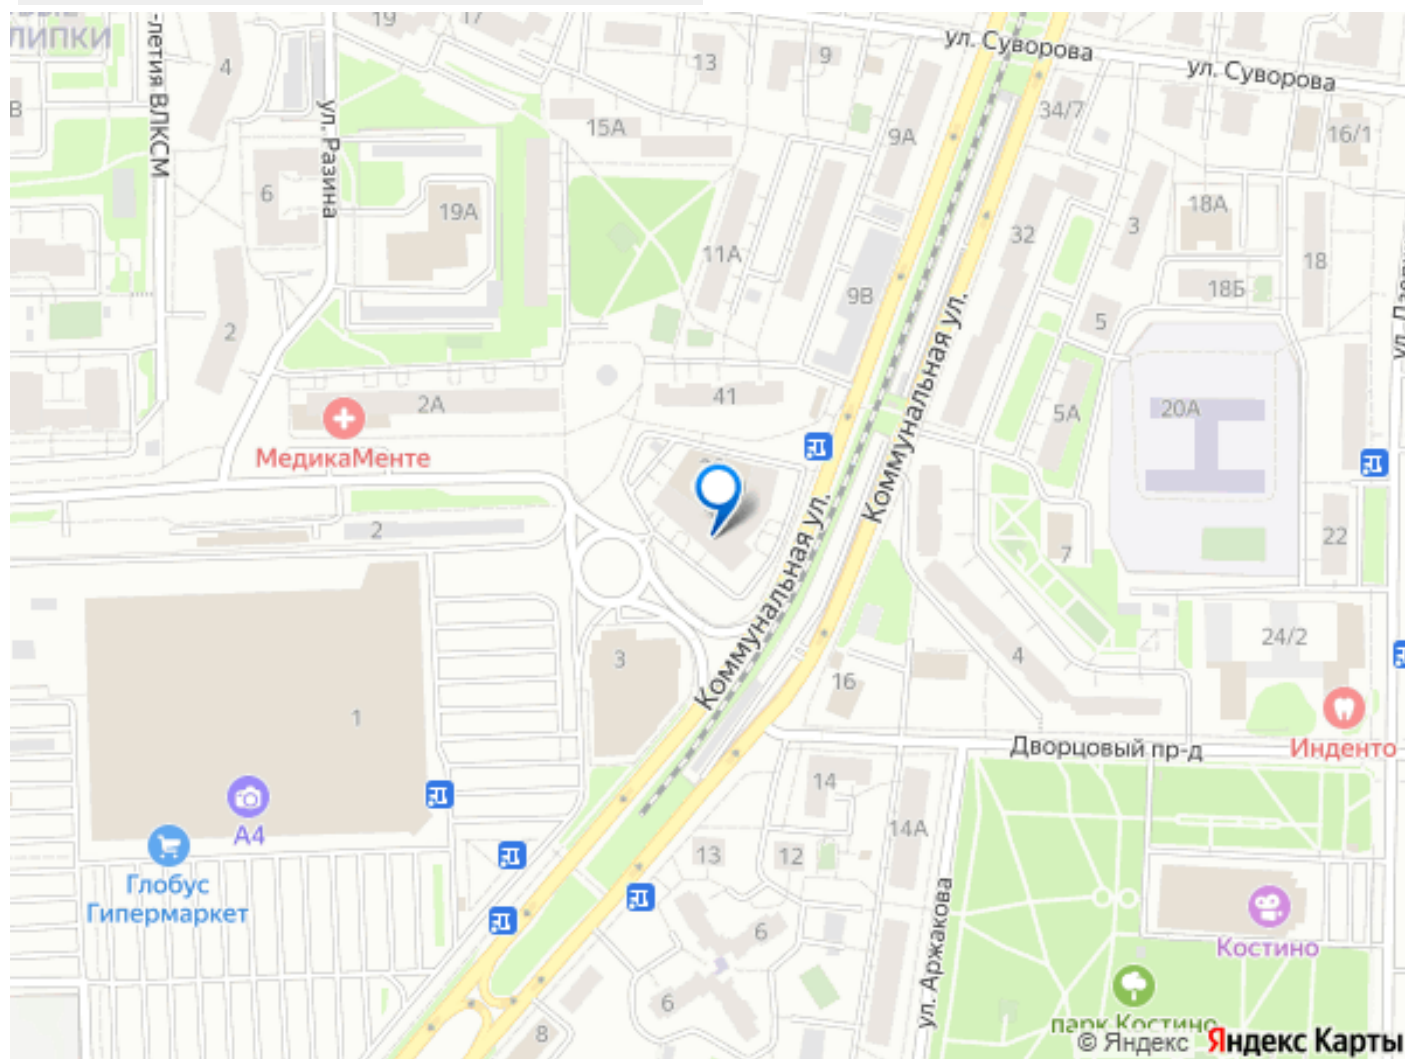 19
17
ЛИПКИ
-летия ВЛКСМ
4
ул. Разина
13
9
ул. Суворова
ул. Суворова
15А
9А
34/7
16/1
6
19А
11А
18А
3
32
18
18Б
9В
5
2
Коммунальная ул.
2А
41
5А
20А
МедикаМенте
2
Коммунальная ул.
7
22
3
4
24/2
16
1
Дворцовый пр-д
Инденто
14
14А
А4
13
12
Глобус
Гипермаркет
ул. Аржакова
6
Костино
6
8
парк Костино
© Яндекс Яндекс Карты